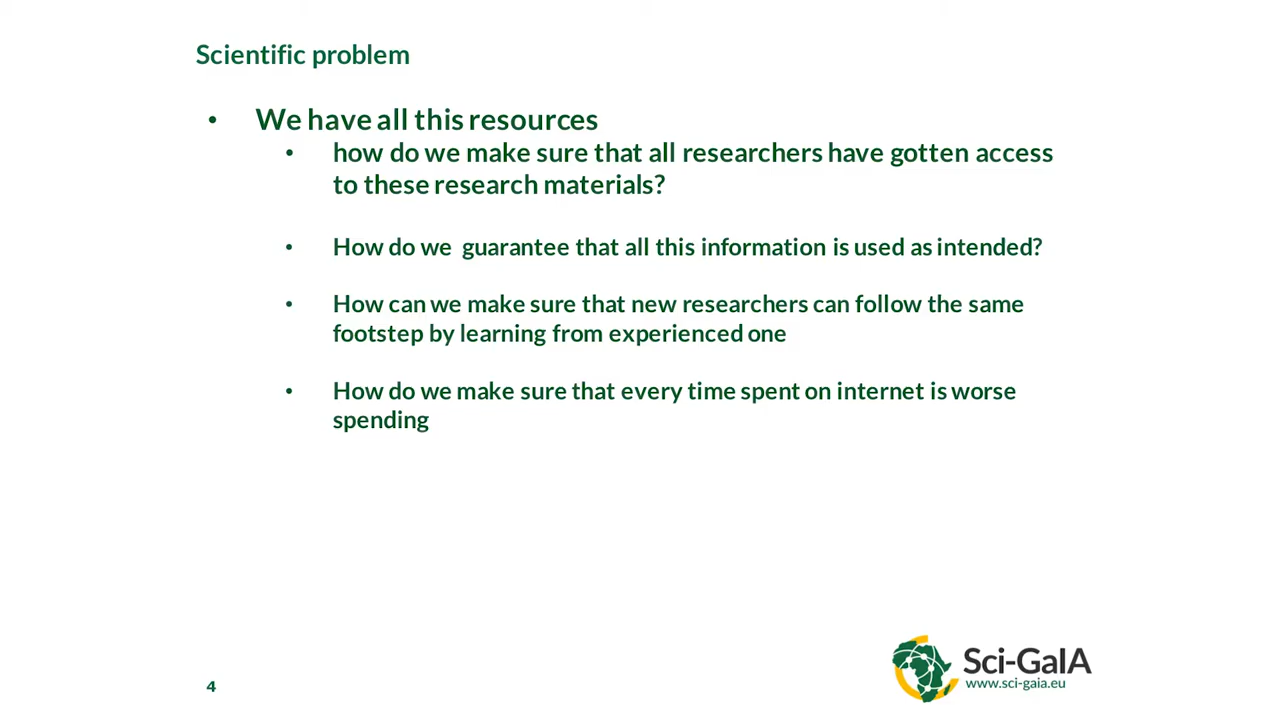 Scientific problem
• We have all this resources
• how do we make sure that all researchers have gotten access
to these research materials?
• How do we guarantee that all this information is used as intended?
• How can we make sure that new researchers can follow the same
footstep by learning from experienced one
• How do we make sure that every time spent on internet is worse
spending
4
Sci-GaIA
www.sci-gaia.eu